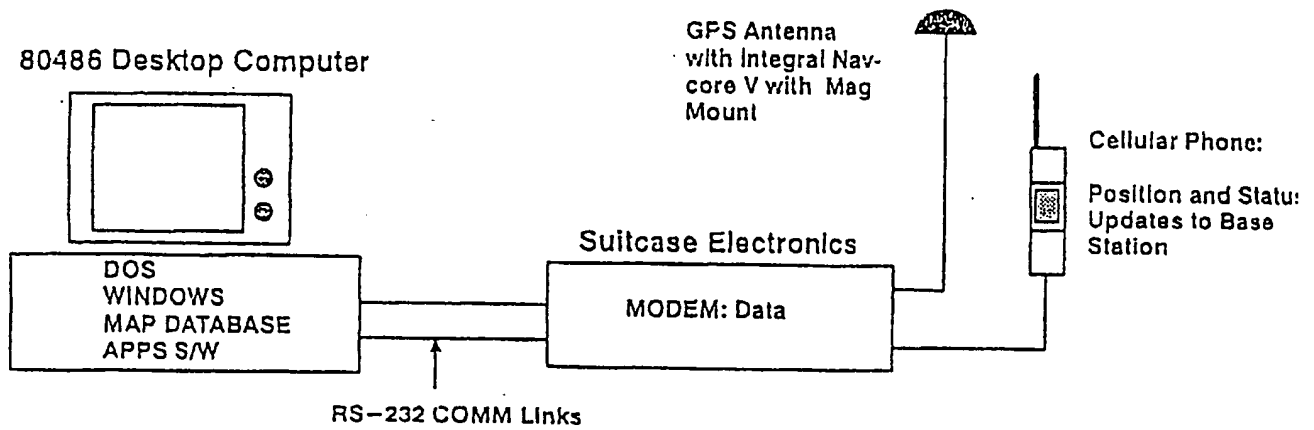 80486 Desktop Computer
DOS
WINDOWS
MAP DATABASE
APPS S/W
RS-232 COMM Links
Suitcase Electronics
MODEM: Data
GPS Antenna
with Integral Nav-
core V with Mag
Mount
Cellular Phone:
Position and Status
Updates to Base
Station